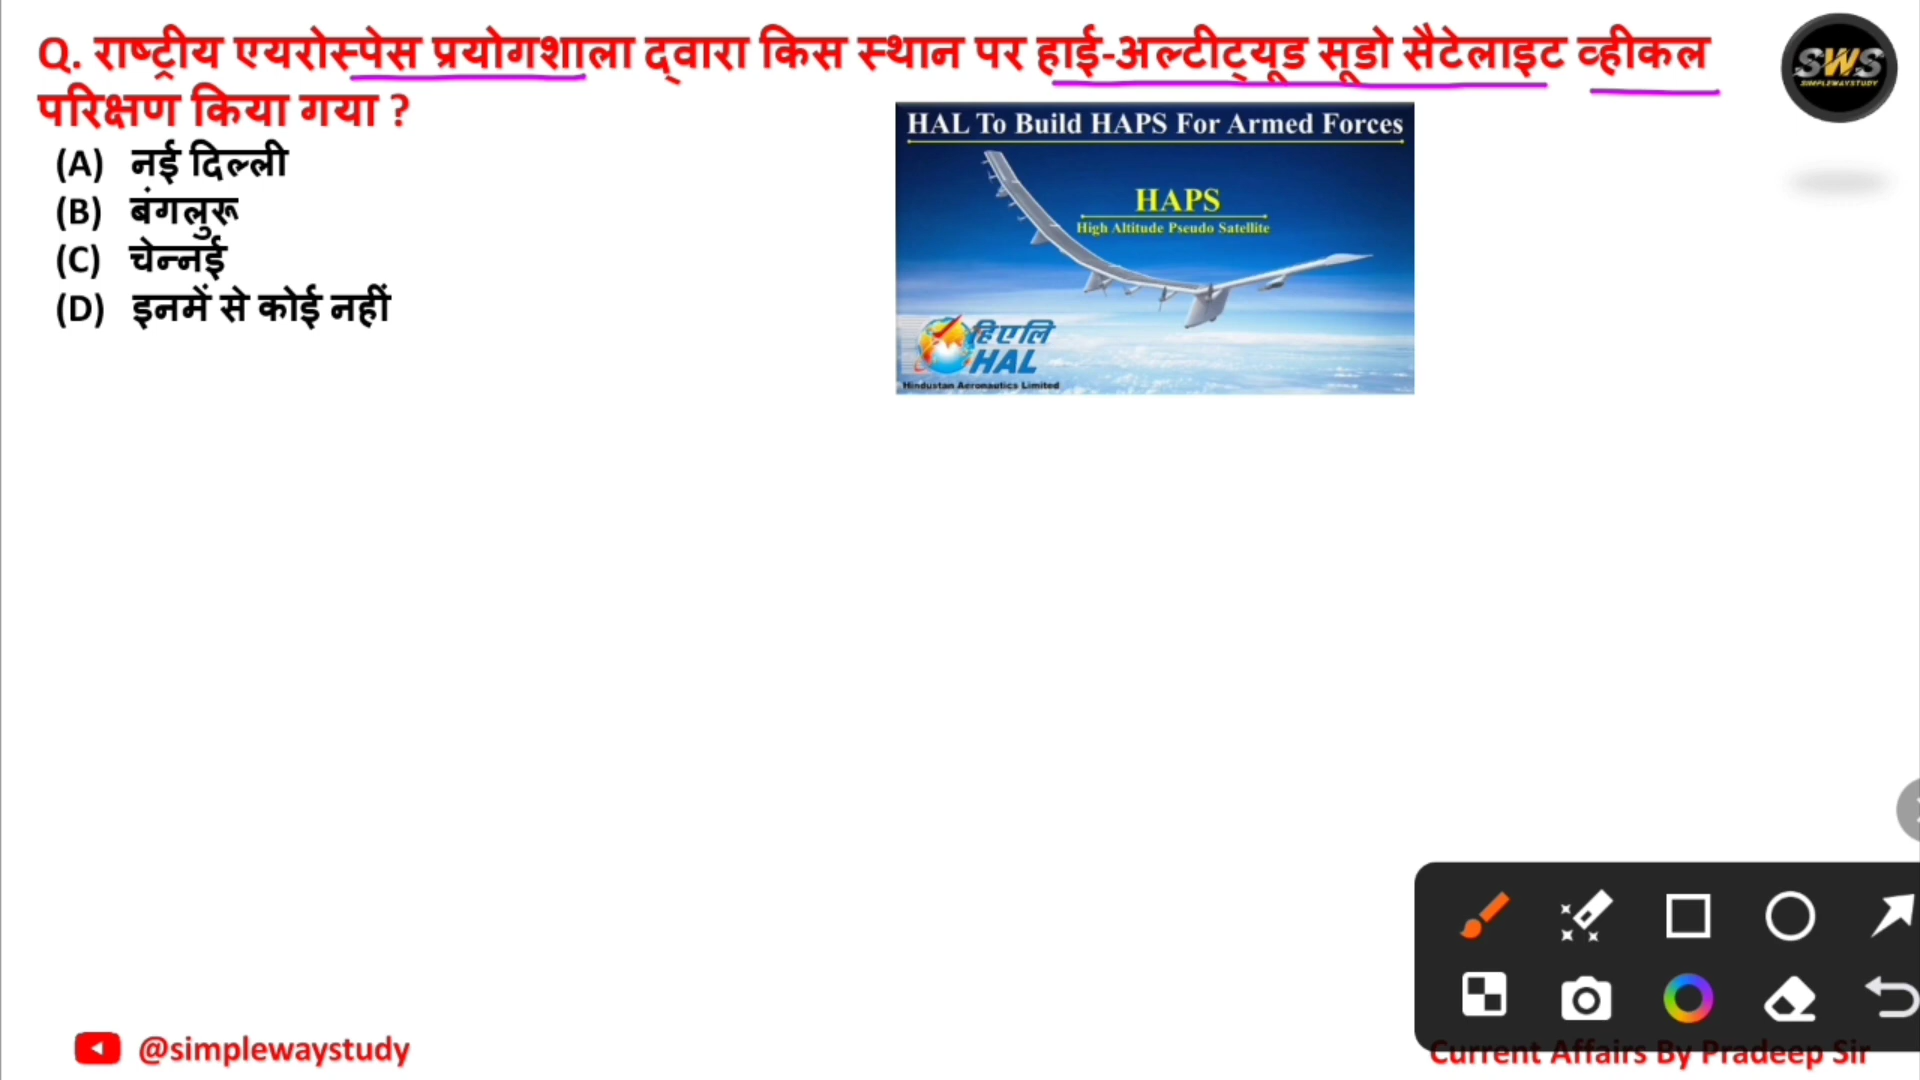 Q. राष्ट्रीय एयरोस्पेस प्रयोगशाला द्वारा किस स्थान पर हाई-अल्टीट्यूड सूडो सैटेलाइट व्हीकल
परिक्षण किया गया ?
(A) नई दिल्ली
(B) बंगलुरू
(C) चेन्नई
(D) इनमें से कोई नहीं
HAL To Build HAPS For Armed Forces
HAPS
High Altitude Pseudo Satellite
हिएलि
HAL
Hindustan Aeronautics Limited
SWS
SIMPLEWAYSTUDY
@simplewaystudy
Current Affairs By Pradeep Sir